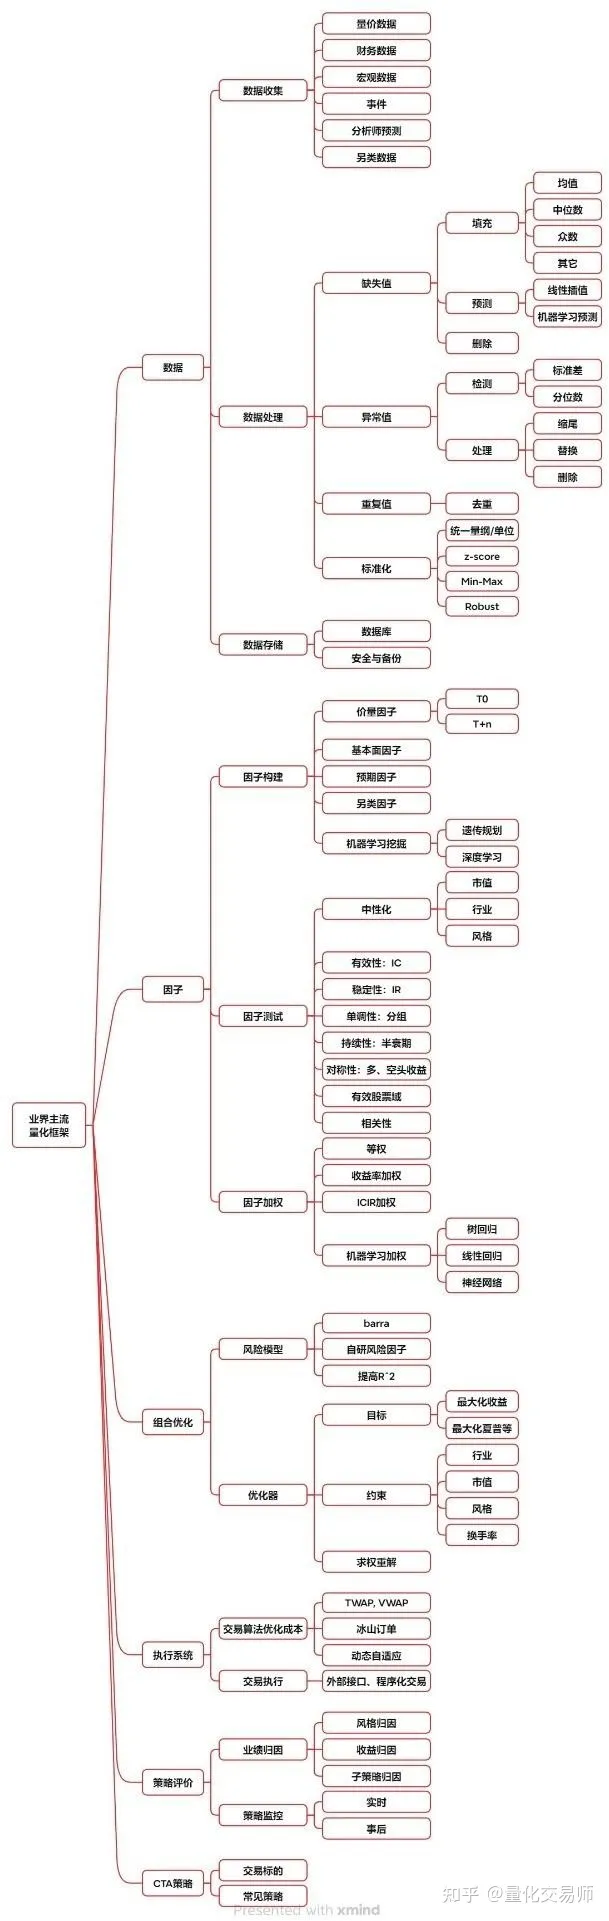 业界主流
量化框架
数据
数据收集
量价数据
财务数据
宏观数据
事件
分析师预测
另类数据
数据处理
缺失值
填充
均值
中位数
众数
其它
预测
线性插值
机器学习预测
删除
异常值
检测
标准差
分位数
处理
缩尾
替换
删除
重复值
去重
标准化
统一量纲/单位
z-score
Min-Max
Robust
数据存储
数据库
安全与备份
因子
因子构建
价量因子
T0
T+n
基本面因子
预期因子
另类因子
机器学习挖掘
遗传规划
深度学习
因子测试
中性化
市值
行业
风格
有效性：IC
稳定性：IR
单调性：分组
持续性：半衰期
对称性：多、空头收益
有效股票域
相关性
因子加权
等权
收益率加权
ICIR加权
机器学习加权
树回归
线性回归
神经网络
组合优化
风险模型
barra
自研风险因子
提高R^2
优化器
目标
最大化收益
最大化夏普等
约束
行业
市值
风格
换手率
求权重解
执行系统
交易算法优化成本
TWAP, VWAP
冰山订单
动态自适应
交易执行
外部接口、程序化交易
策略评价
业绩归因
风格归因
收益归因
子策略归因
策略监控
实时
事后
CTA策略
交易标的
常见策略
知乎 @量化交易师
Presented with xmind